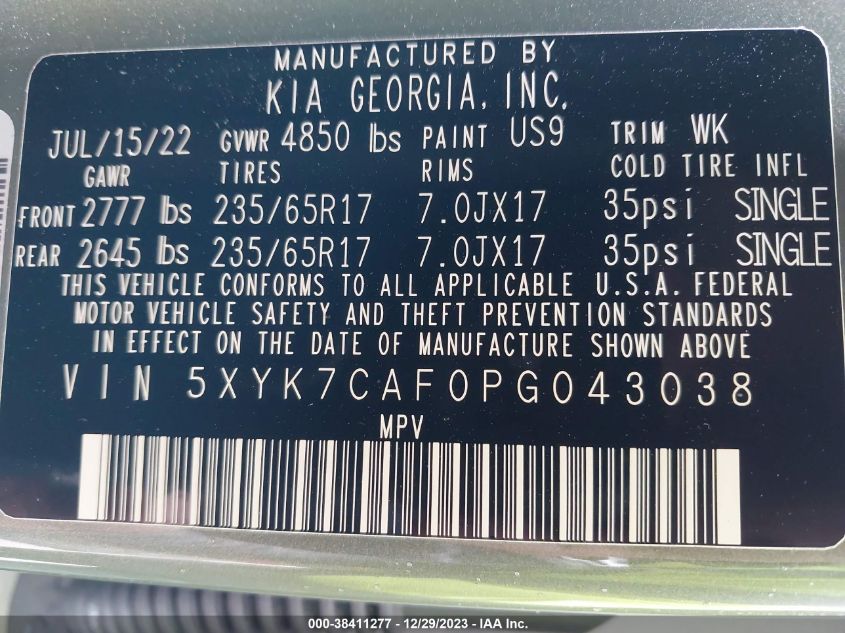 MANUFACTURED BY
KIA GEORGIA, INC.
JUL/15/22 GVWR 4850 lbs PAINT US9 TRIM WK
GAWR TIRES RIMS COLD TIRE INFL
FRONT 2777 lbs 235/65R17 7.0JX17 35psi SINGLE
REAR 2645 lbs 235/65R17 7.0JX17 35psi SINGLE
THIS VEHICLE CONFORMS TO ALL APPLICABLE U.S.A. FEDERAL
MOTOR VEHICLE SAFETY AND THEFT PREVENTION STANDARDS
IN EFFECT ON THE DATE OF MANUFACTURE SHOWN ABOVE
VIN 5XYK7CAF0PG043038
MPV
000-38411277 - 12/29/2023 - IAA Inc.